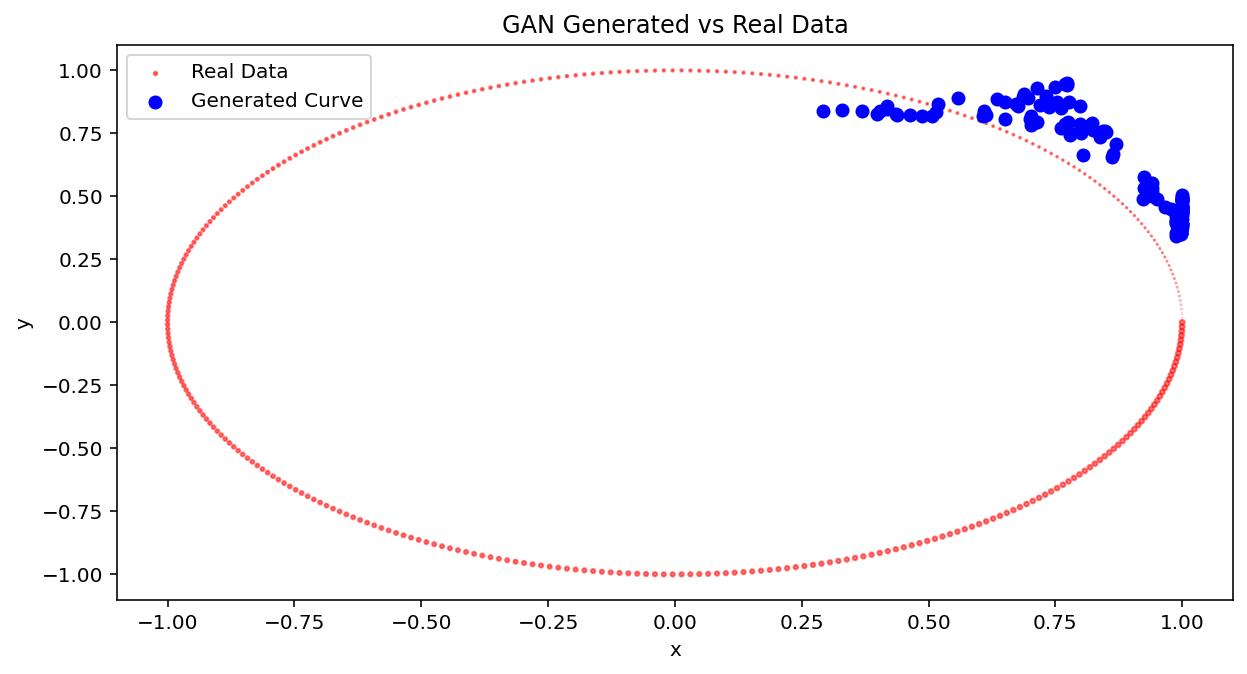 GAN Generated vs Real Data
Real Data
Generated Curve
1.00
0.75
0.50
0.25
0.00
−0.25
−0.50
−0.75
−1.00
y
−1.00 −0.75 −0.50 −0.25 0.00 0.25 0.50 0.75 1.00
x